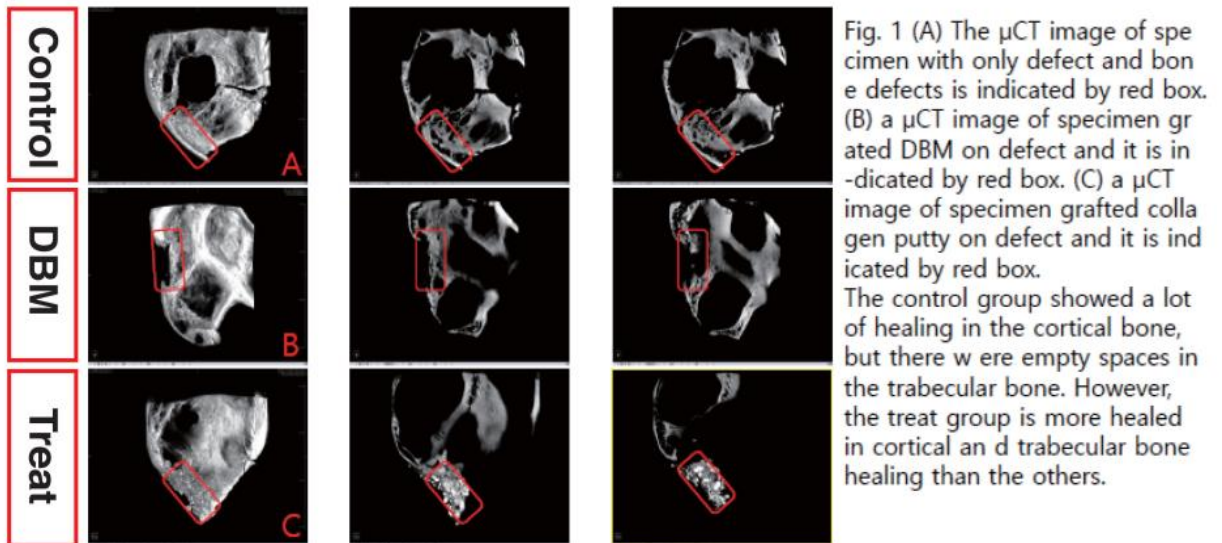 Control
A
DBM
B
Treat
C
Fig. 1 (A) The μCT image of spe
cimen with only defect and bon
e defects is indicated by red box.
(B) a μCT image of specimen gr
ated DBM on defect and it is in
-dicated by red box. (C) a μCT
image of specimen grafted colla
gen putty on defect and it is ind
icated by red box.
The control group showed a lot
of healing in the cortical bone,
but there w ere empty spaces in
the trabecular bone. However,
the treat group is more healed
in cortical an d trabecular bone
healing than the others.